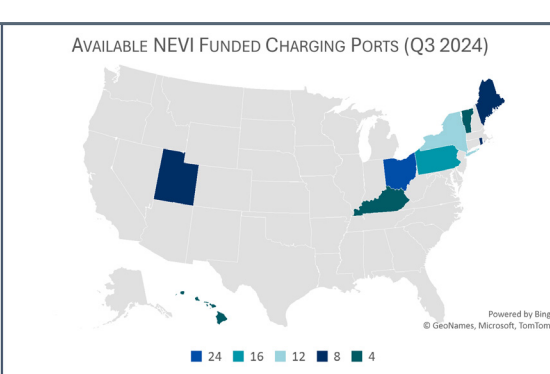 AVAILABLE NEVI FUNDED CHARGING PORTS (Q3 2024)
Powered by Bing
© GeoNames, Microsoft, TomTom
24 16 12 8 4